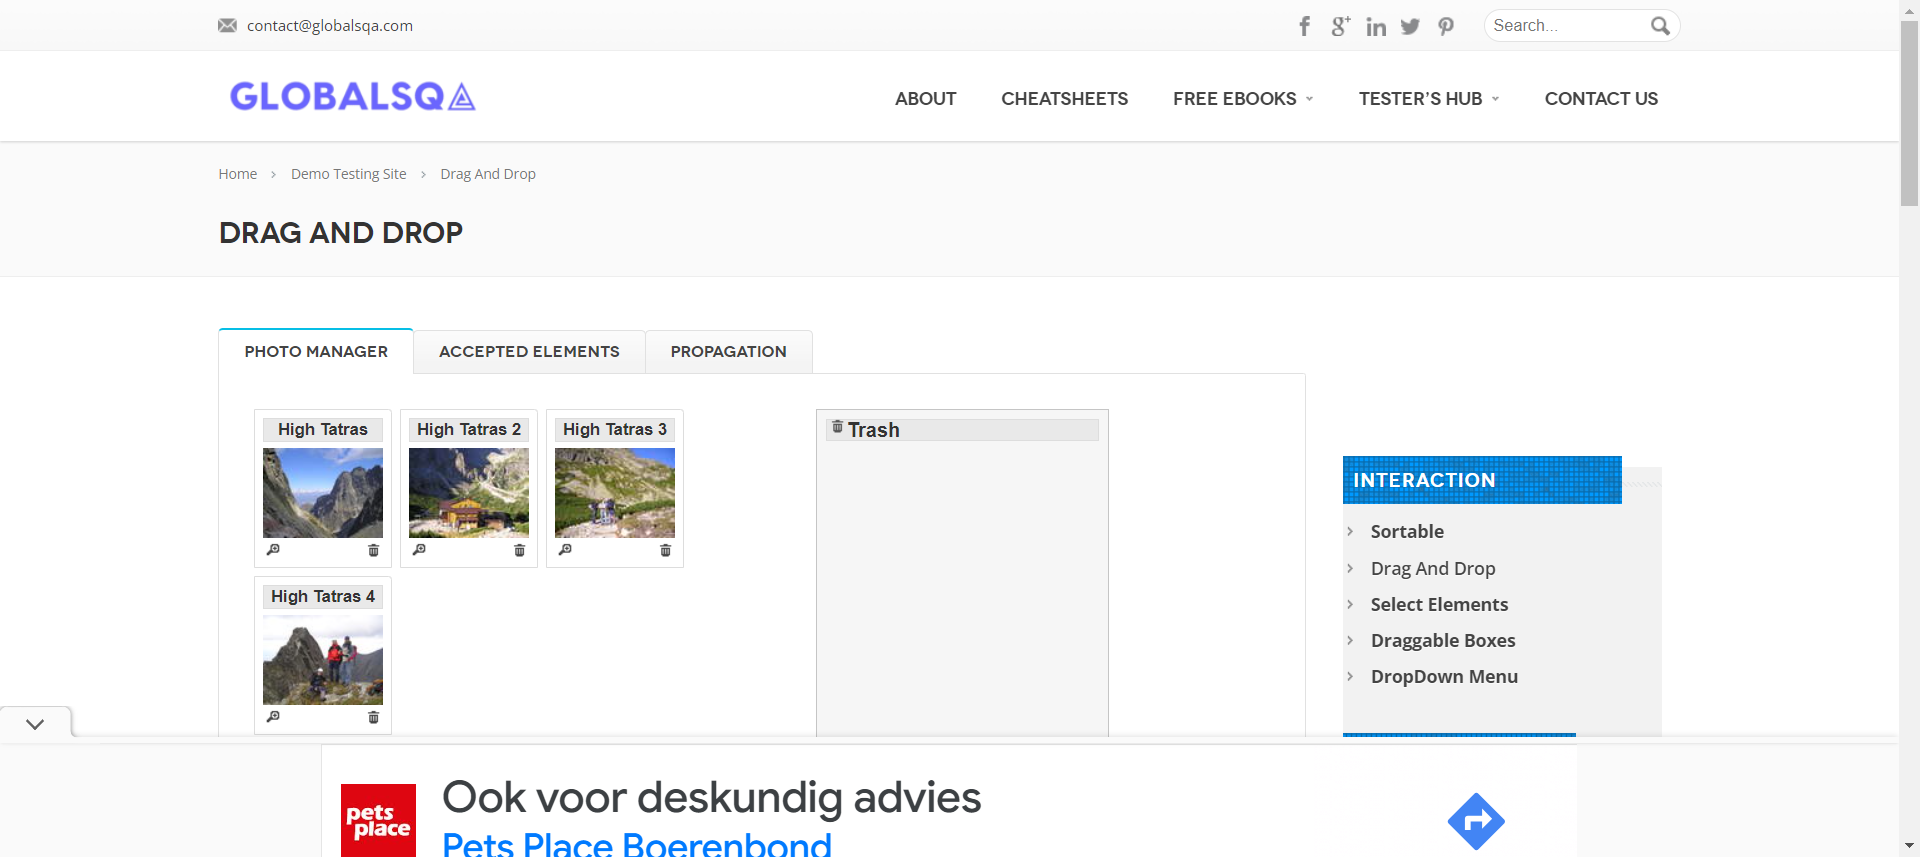 contact@globalsqa.com
Search...
GLOBALSQA
ABOUT
CHEATSHEETS
FREE EBOOKS
TESTER'S HUB
CONTACT US
Home
Demo Testing Site
Drag And Drop
DRAG AND DROP
PHOTO MANAGER
ACCEPTED ELEMENTS
PROPAGATION
High Tatras
High Tatras 2
High Tatras 3
High Tatras 4
Trash
INTERACTION
Sortable
Drag And Drop
Select Elements
Draggable Boxes
DropDown Menu
pets
place
Ook voor deskundig advies
Pets Place Boerenbond